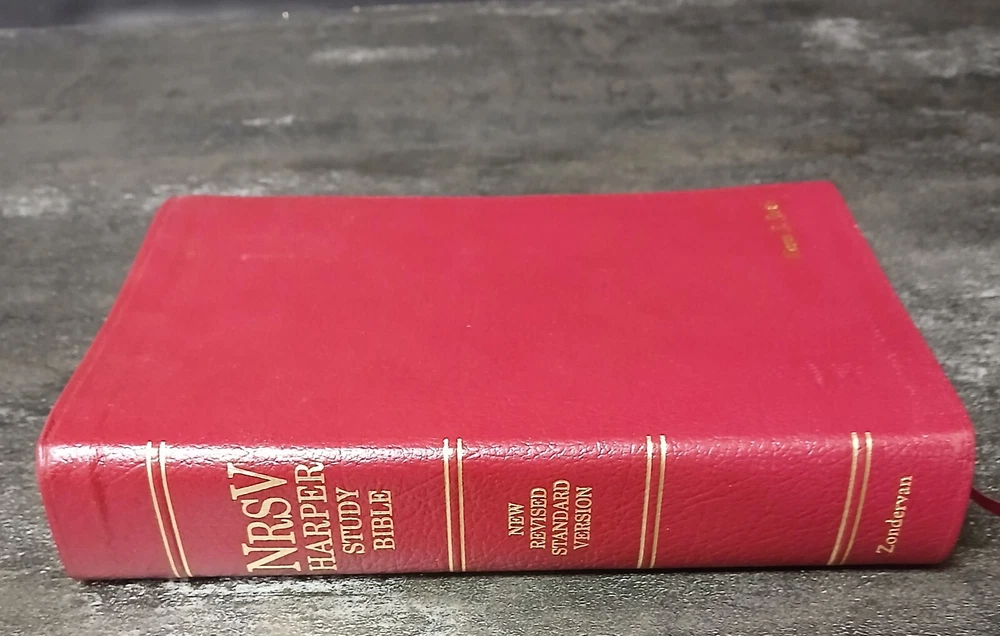 NRSV
HARPER
STUDY
BIBLE
NEW
REVISED
STANDARD
VERSION
Zondervan